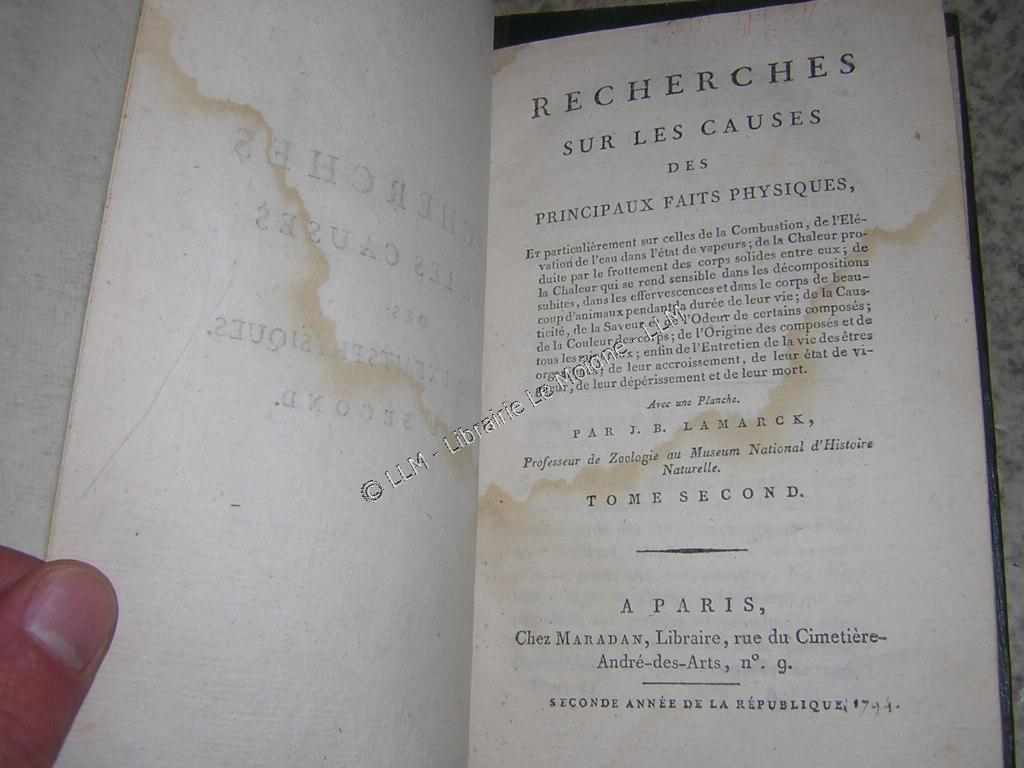 RECHERCHES
SUR LES CAUSES
DES
PRINCIPAUX FAITS PHYSIQUES,
Et particulièrement sur celles de la Combustion, de l'Elé-
vation de l'eau dans l'état de vapeurs; de la Chaleur pro-
duite par le frottement des corps solides entre eux; de
la Chaleur qui se rend sensible dans les décompositions
subites, dans les effervescences et dans le corps de beau-
coup d'animaux pendant la durée de leur vie; de la Caus-
ticité, de la Saveur et de l'Odeur de certains composés;
de la Couleur des corps; de l'Origine des composés et de
tous les minéraux; enfin de l'Entretien de la vie des êtres
organiques, de leur accroissement, de leur état de vi-
gueur, de leur dépérissement et de leur mort.
Avec une Planche.
PAR J. B. LAMARCK,
Professeur de Zoologie au Museum National d'Histoire
Naturelle.
TOME SECOND.
A PARIS,
Chez MARADAN, Libraire, rue du Cimetière-
André-des-Arts, n°. 9.
SECONDE ANNÉE DE LA RÉPUBLIQUE, 1794.
© LLM - Librairie Le Molone - LLM